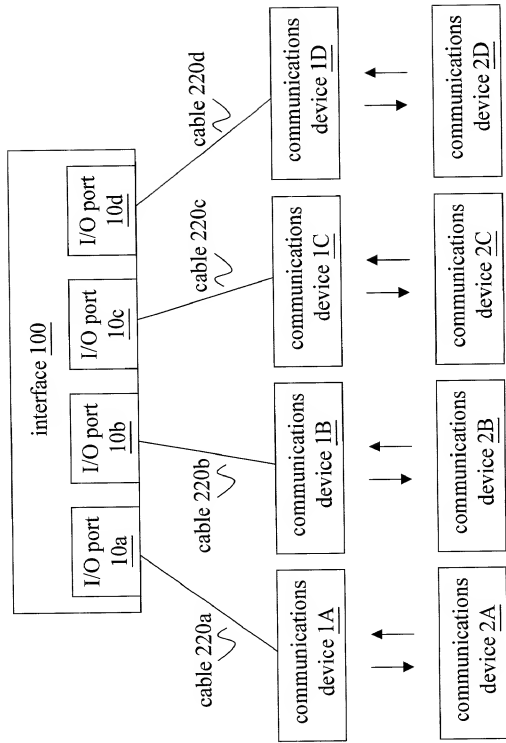 interface 100
I/O port
10a
I/O port
10b
I/O port
10c
I/O port
10d
cable 220a
cable 220b
cable 220c
cable 220d
communications
device 1A
communications
device 1B
communications
device 1C
communications
device 1D
communications
device 2A
communications
device 2B
communications
device 2C
communications
device 2D